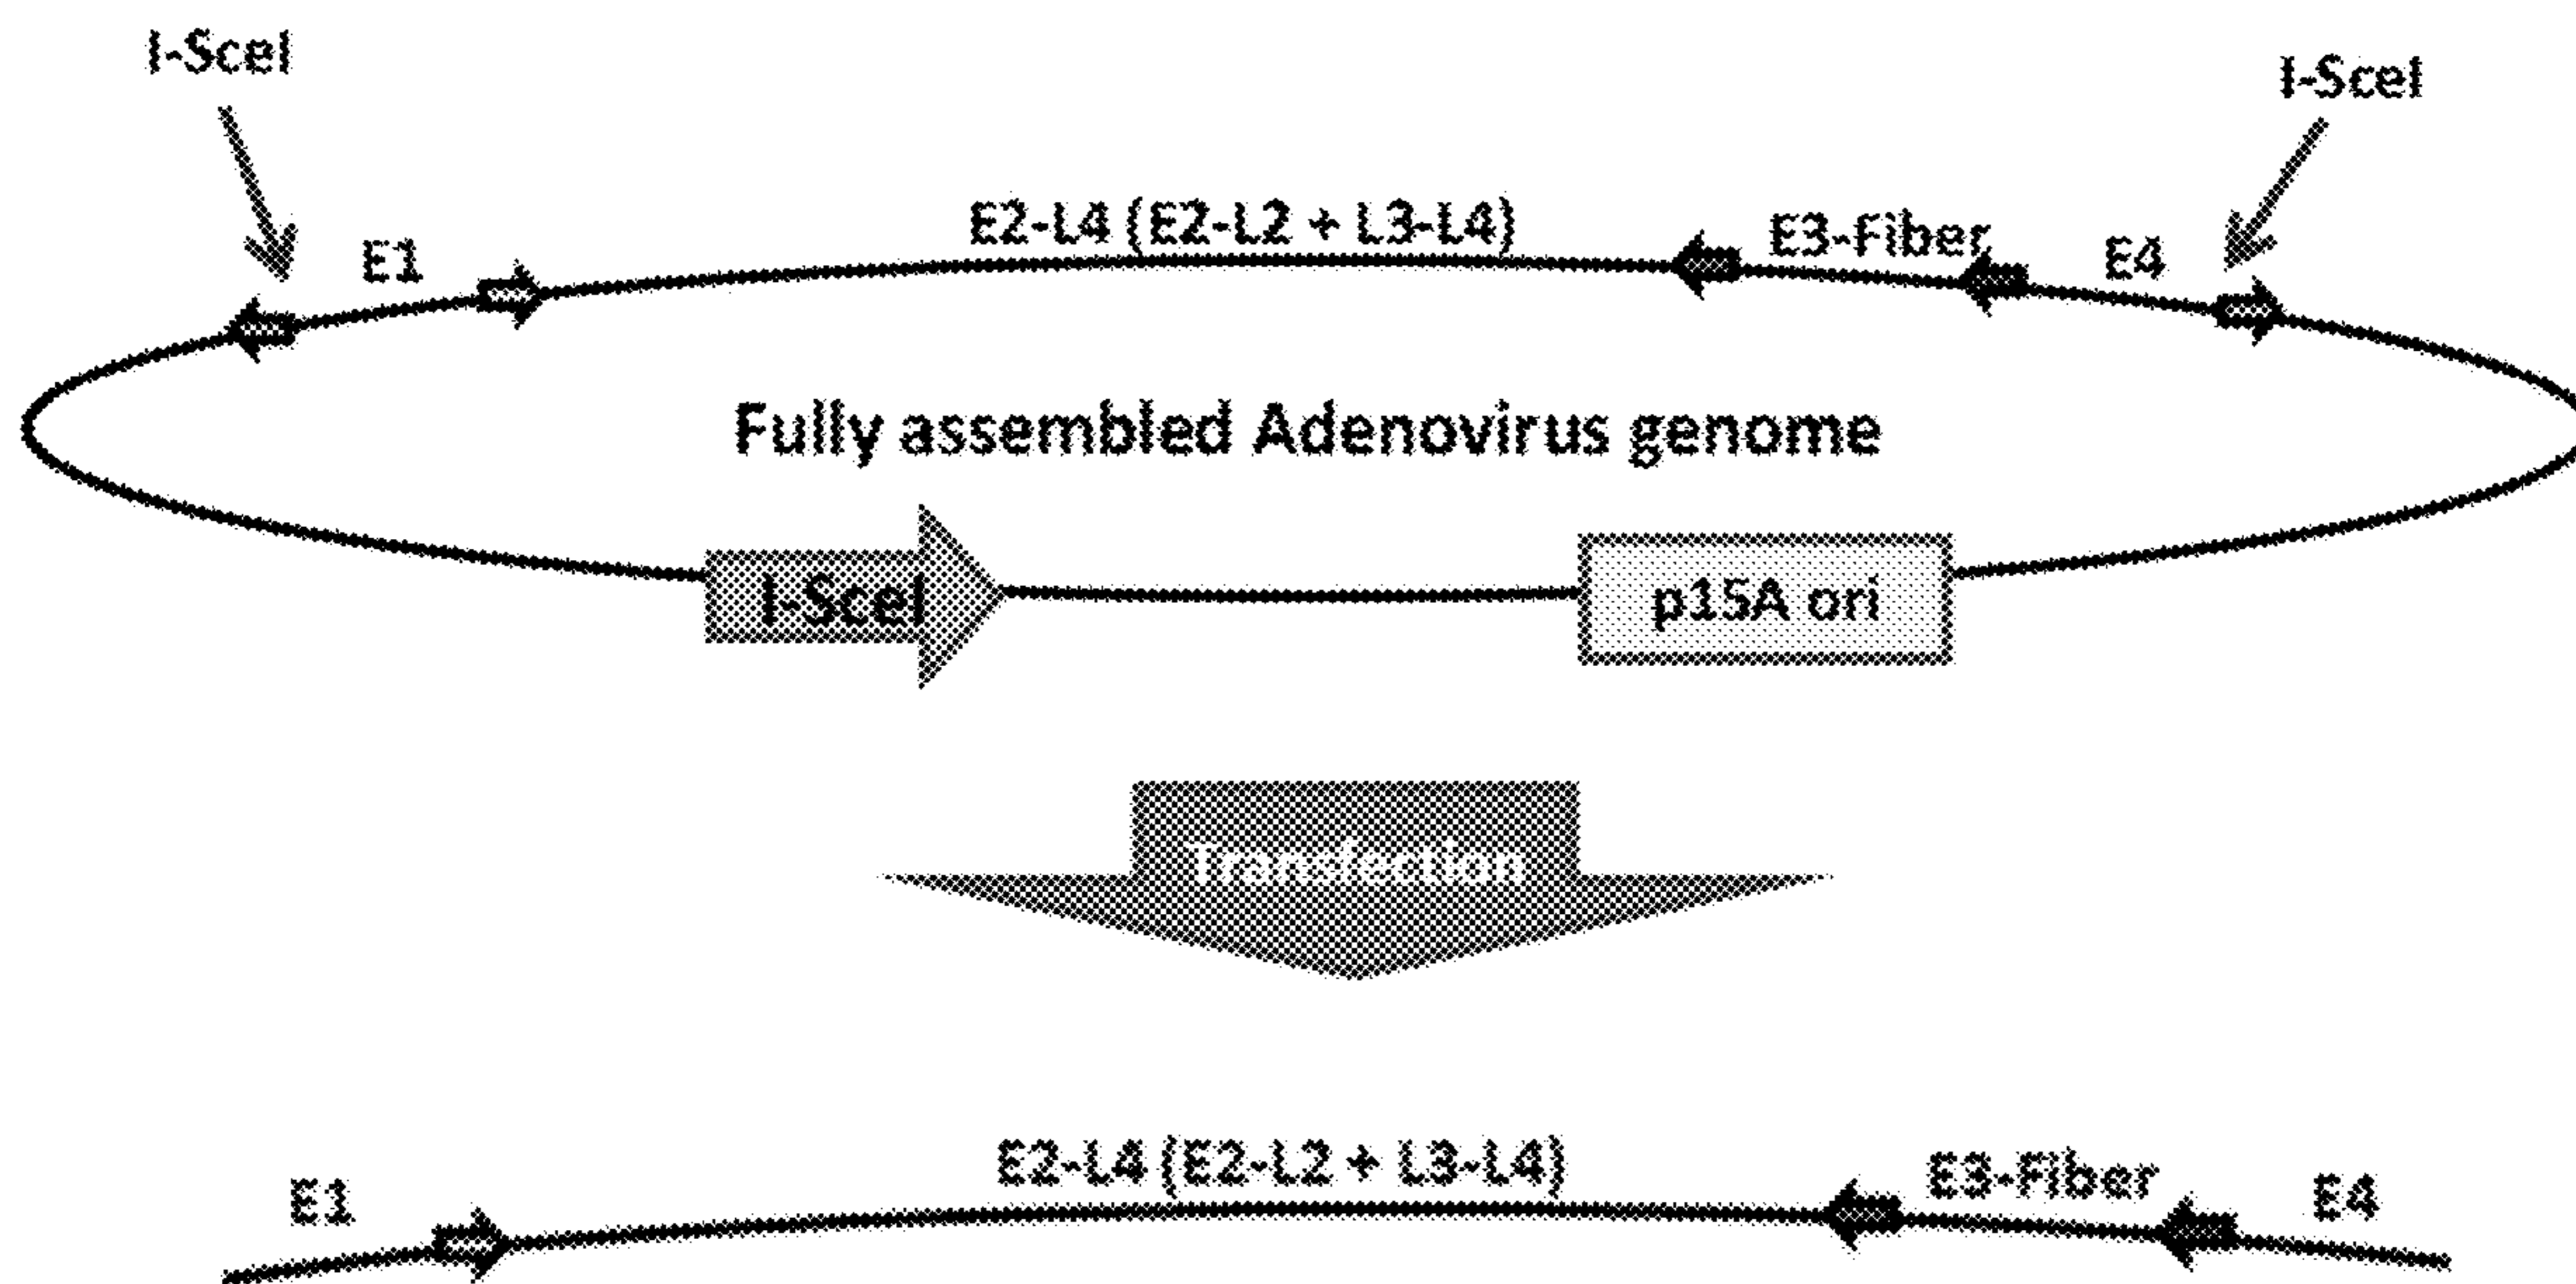 I-SceI
I-SceI
E1
E2-L4 (E2-L2 + L3-L4)
E3-Fiber
E4
Fully assembled Adenovirus genome
I-SceI
p15A ori
Transfection
E1
E2-L4 (E2-L2 + L3-L4)
E3-Fiber
E4